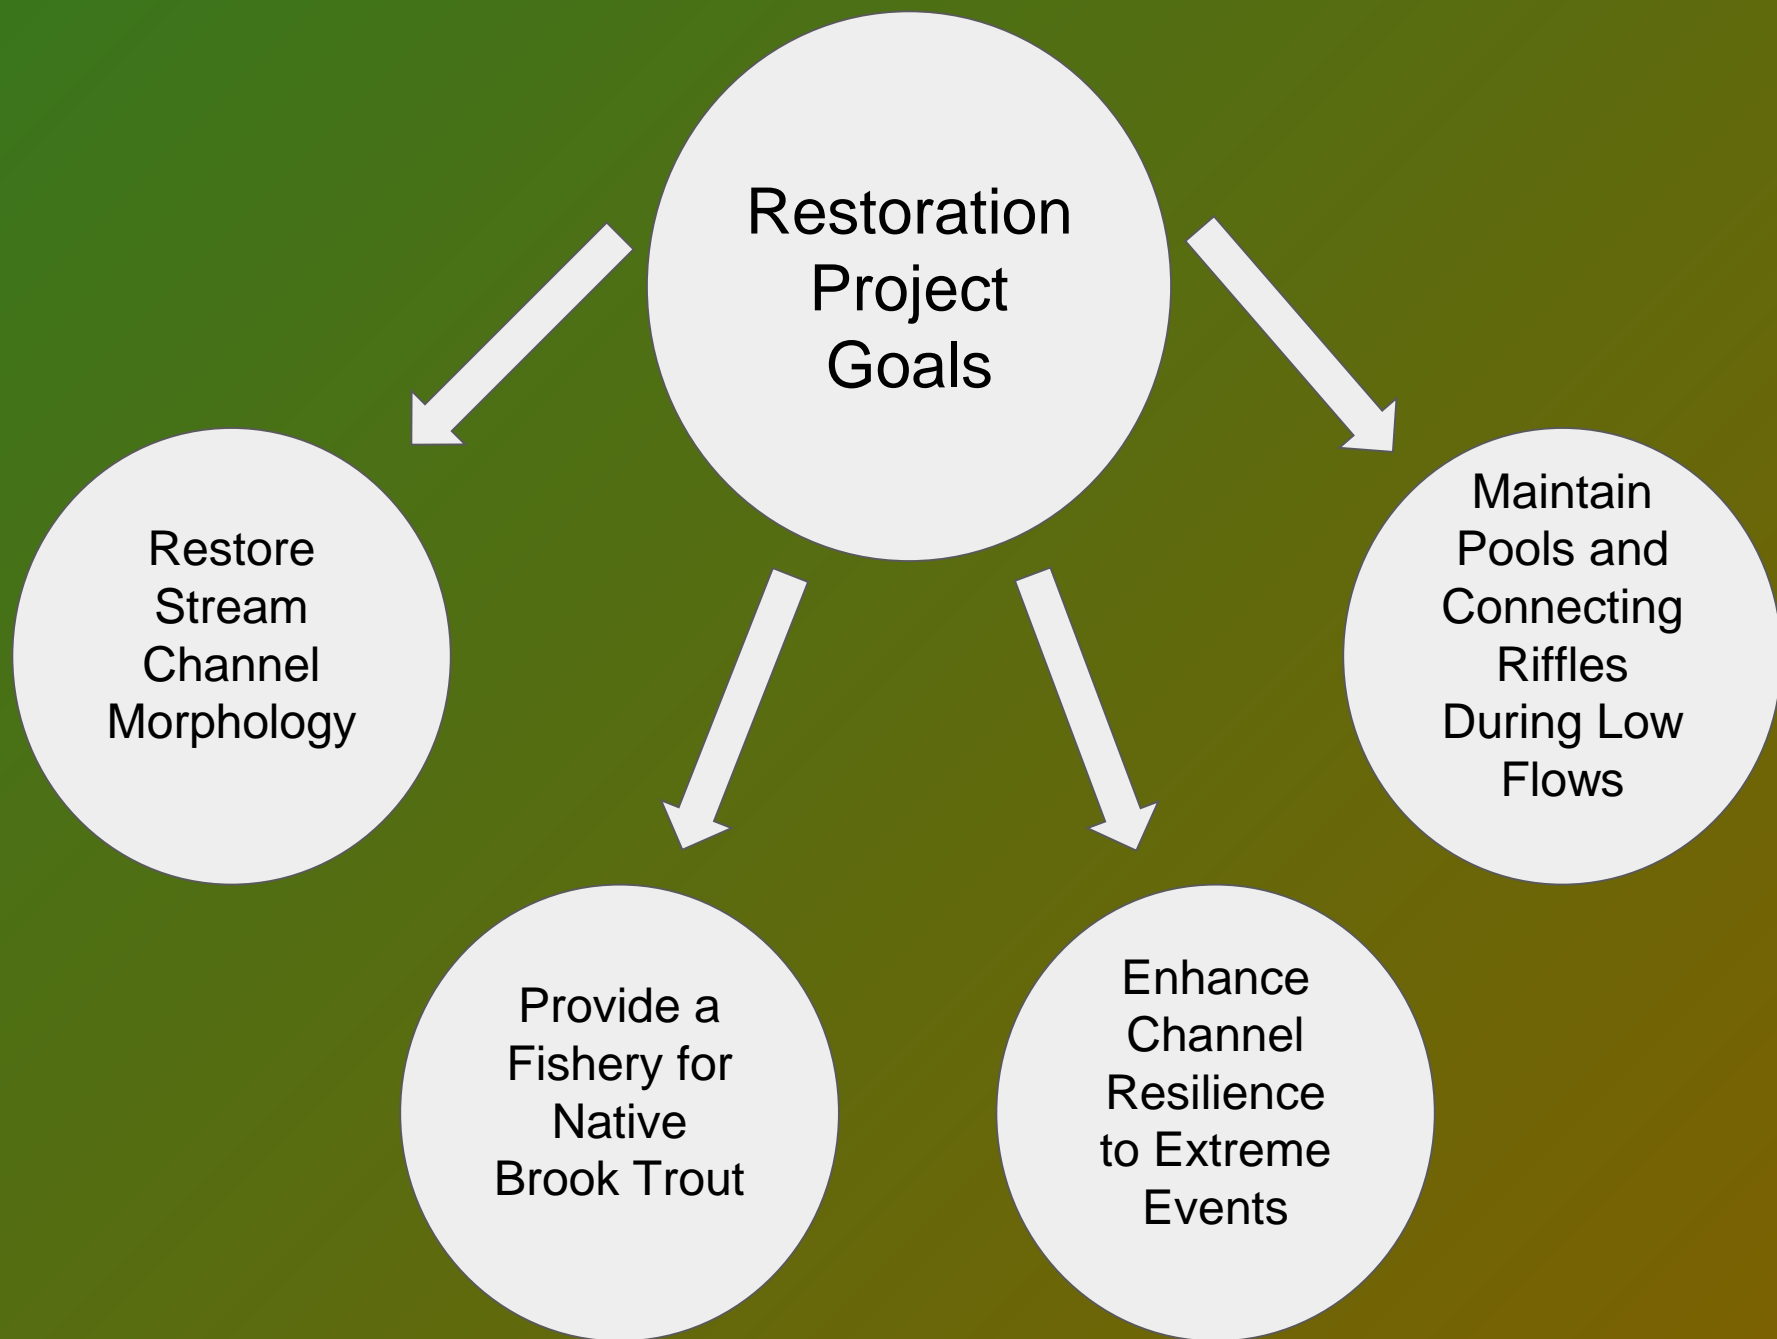 Restoration
Project
Goals
Restore
Stream
Channel
Morphology
Provide a
Fishery for
Native
Brook Trout
Enhance
Channel
Resilience
to Extreme
Events
Maintain
Pools and
Connecting
Riffles
During Low
Flows